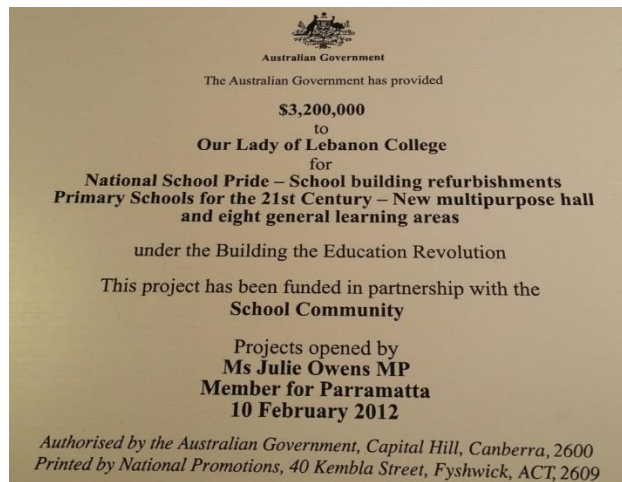 Australian Government
The Australian Government has provided
$3,200,000
to
Our Lady of Lebanon College
for
National School Pride – School building refurbishments
Primary Schools for the 21st Century – New multipurpose hall
and eight general learning areas
under the Building the Education Revolution
This project has been funded in partnership with the
School Community
Projects opened by
Ms Julie Owens MP
Member for Parramatta
10 February 2012
Authorised by the Australian Government, Capital Hill, Canberra, 2600
Printed by National Promotions, 40 Kembla Street, Fyshwick, ACT, 2609